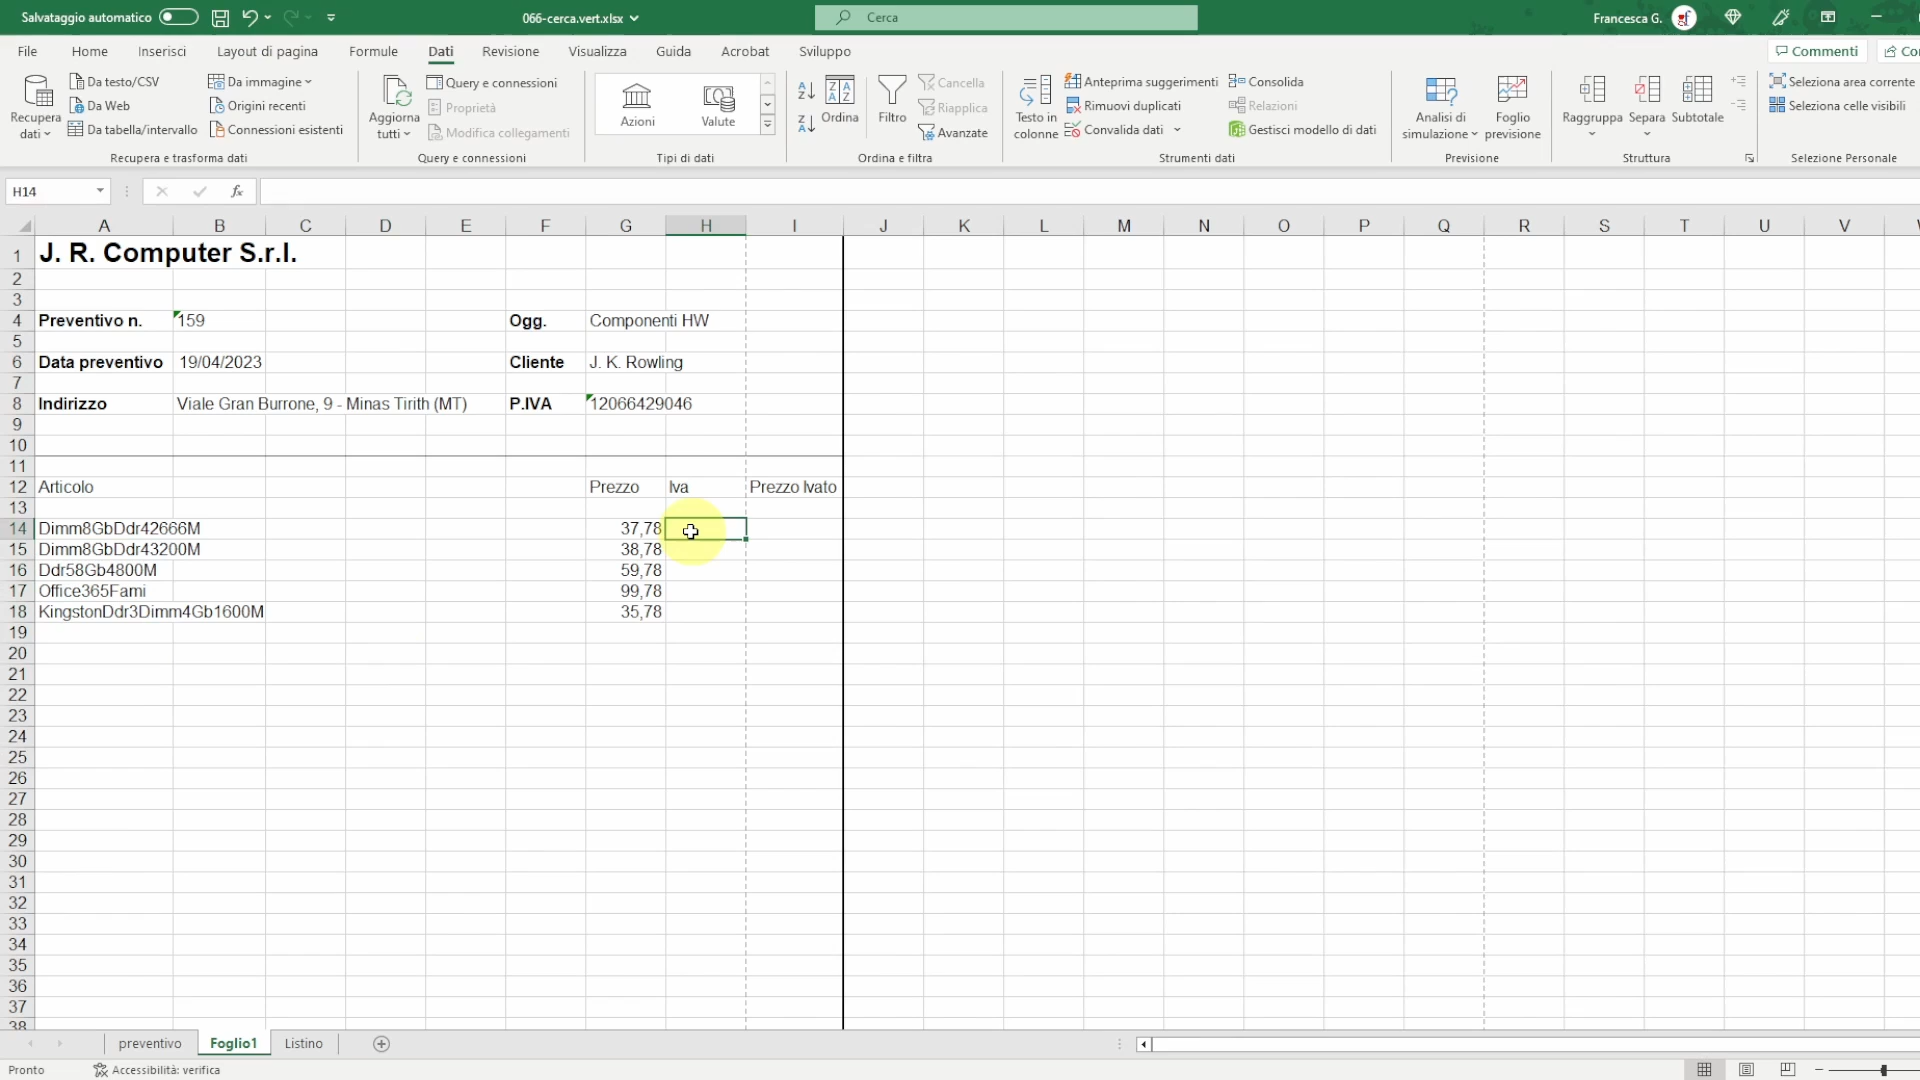 Salvataggio automatico
066-cerca.vert.xlsx
Cerca
Francesca G.
File Home Inserisci Layout di pagina Formule Dati Revisione Visualizza Guida Acrobat Sviluppo
Commenti
Recupera dati
Da testo/CSV
Da Web
Da tabella/intervallo
Da immagine
Origini recenti
Connessioni esistenti
Recupera e trasforma dati
Aggiorna tutti
Query e connessioni
Proprietà
Modifica collegamenti
Query e connessioni
Azioni
Valute
Tipi di dati
Ordina
Filtro
Cancella
Riapplica
Avanzate
Ordina e filtra
Testo in colonne
Anteprima suggerimenti
Rimuovi duplicati
Convalida dati
Consolida
Relazioni
Gestisci modello di dati
Strumenti dati
Analisi di simulazione
Foglio previsione
Previsione
Raggruppa
Separa
Subtotale
Struttura
Seleziona area corrente
Seleziona celle visibili
Selezione Personale
H14
fx
A B C D E F G H I J K L M N O P Q R S T U V
1 J. R. Computer S.r.l.
2
3
4 Preventivo n. 159 Ogg. Componenti HW
5
6 Data preventivo 19/04/2023 Cliente J. K. Rowling
7
8 Indirizzo Viale Gran Burrone, 9 - Minas Tirith (MT) P.IVA 12066429046
9
10
11
12 Articolo Prezzo Iva Prezzo Ivato
13
14 Dimm8GbDdr42666M 37,78
15 Dimm8GbDdr43200M 38,78
16 Ddr58Gb4800M 59,78
17 Office365Fami 99,78
18 KingstonDdr3Dimm4Gb1600M 35,78
19
20
21
22
23
24
25
26
27
28
29
30
31
32
33
34
35
36
37
38
preventivo Foglio1 Listino
Pronto
Accessibilità: verifica